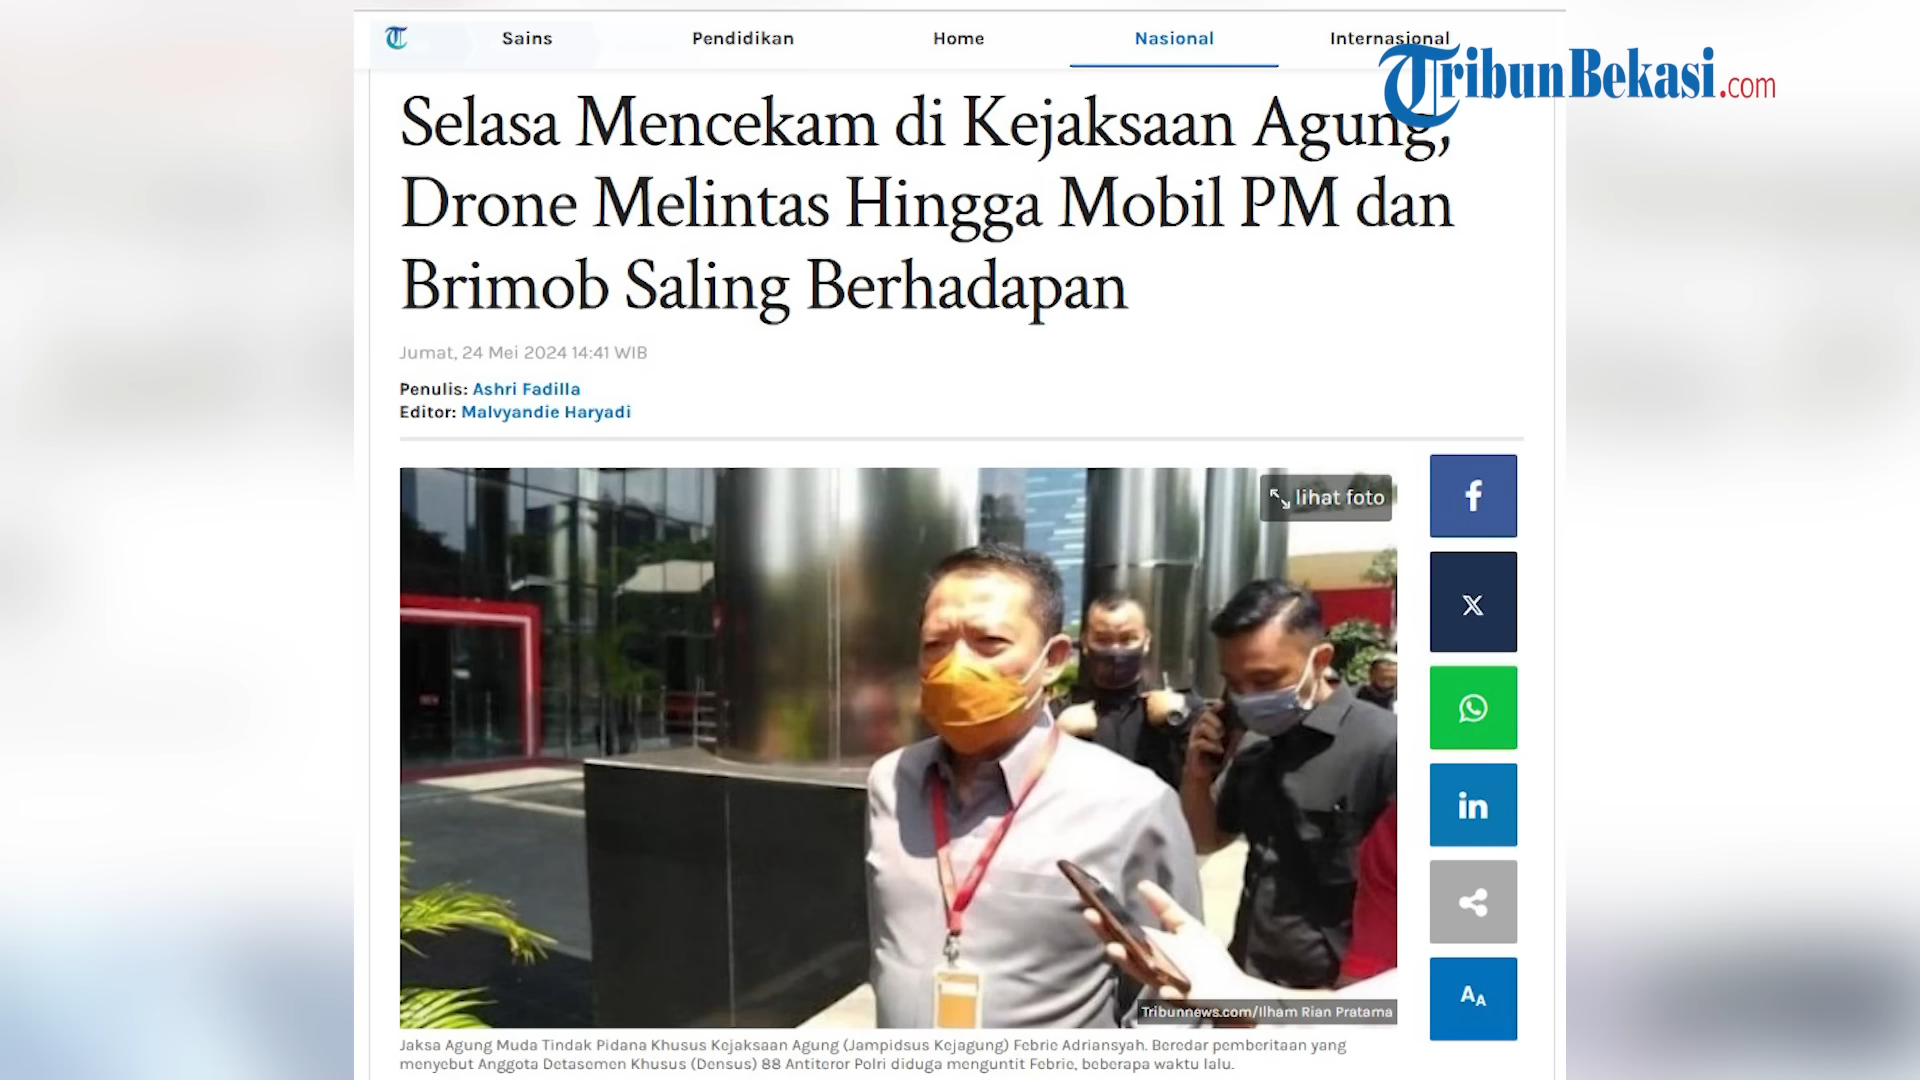 Sains
Pendidikan
Home
Nasional
Internasional
TribunBekasi.com
Selasa Mencekam di Kejaksaan Agung,
Drone Melintas Hingga Mobil PM dan
Brimob Saling Berhadapan
Jumat, 24 Mei 2024 14:41 WIB
Penulis: Ashri Fadilla
Editor: Malvyandie Haryadi
lihat foto
Tribunnews.com/Ilham Rian Pratama
Jaksa Agung Muda Tindak Pidana Khusus Kejaksaan Agung (Jampidsus Kejagung) Febrie Adriansyah. Beredar pemberitaan yang
menyebut Anggota Detasemen Khusus (Densus) 88 Antiteror Polri diduga menguntit Febrie, beberapa waktu lalu.